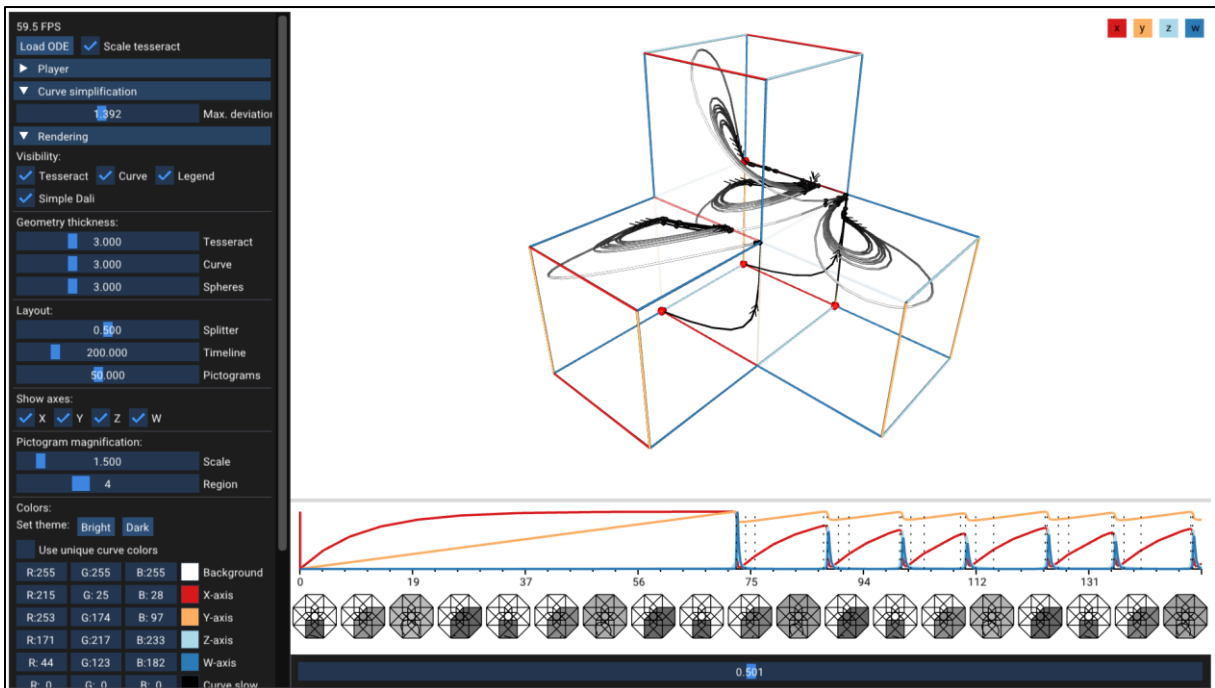 59.5 FPS
Load ODE Scale tesseract
Player
Curve simplification
1.392 Max. deviation
Rendering
Visibility:
Tesseract Curve Legend
Simple Dali
Geometry thickness:
3.000 Tesseract
3.000 Curve
3.000 Spheres
Layout:
0.500 Splitter
200.000 Timeline
50.000 Pictograms
Show axes:
X Y Z W
Pictogram magnification:
1.500 Scale
4 Region
Colors:
Set theme: Bright Dark
Use unique curve colors
R:255 G:255 B:255 Background
R:215 G: 25 B: 28 X-axis
R:253 G:174 B: 97 Y-axis
R:171 G:217 B:233 Z-axis
R: 44 G:123 B:182 W-axis
R: 0 G: 0 B: 0 Curve slow
x y z w
0 19 37 56 75 94 112 131
0.501